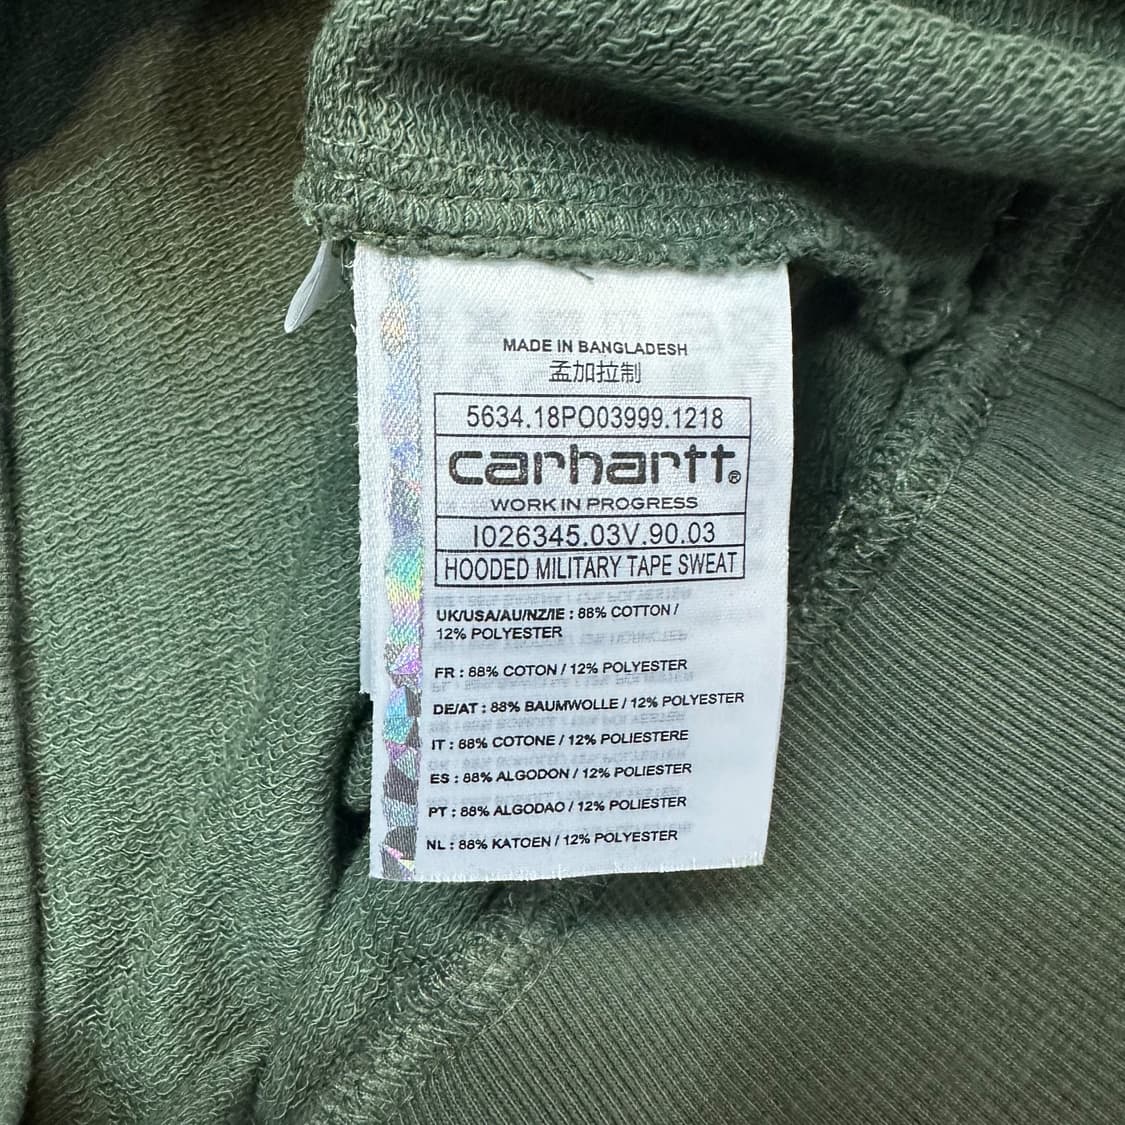 MADE IN BANGLADESH
孟加拉制
5634.18PO03999.1218
carhartt®
WORK IN PROGRESS
I026345.03V.90.03
HOODED MILITARY TAPE SWEAT
UK/USA/AU/NZ/IE : 88% COTTON /
12% POLYESTER
FR : 88% COTON / 12% POLYESTER
DE/AT : 88% BAUMWOLLE / 12% POLYESTER
IT : 88% COTONE / 12% POLIESTERE
ES : 88% ALGODON / 12% POLIESTER
PT : 88% ALGODAO / 12% POLIESTER
NL : 88% KATOEN / 12% POLYESTER